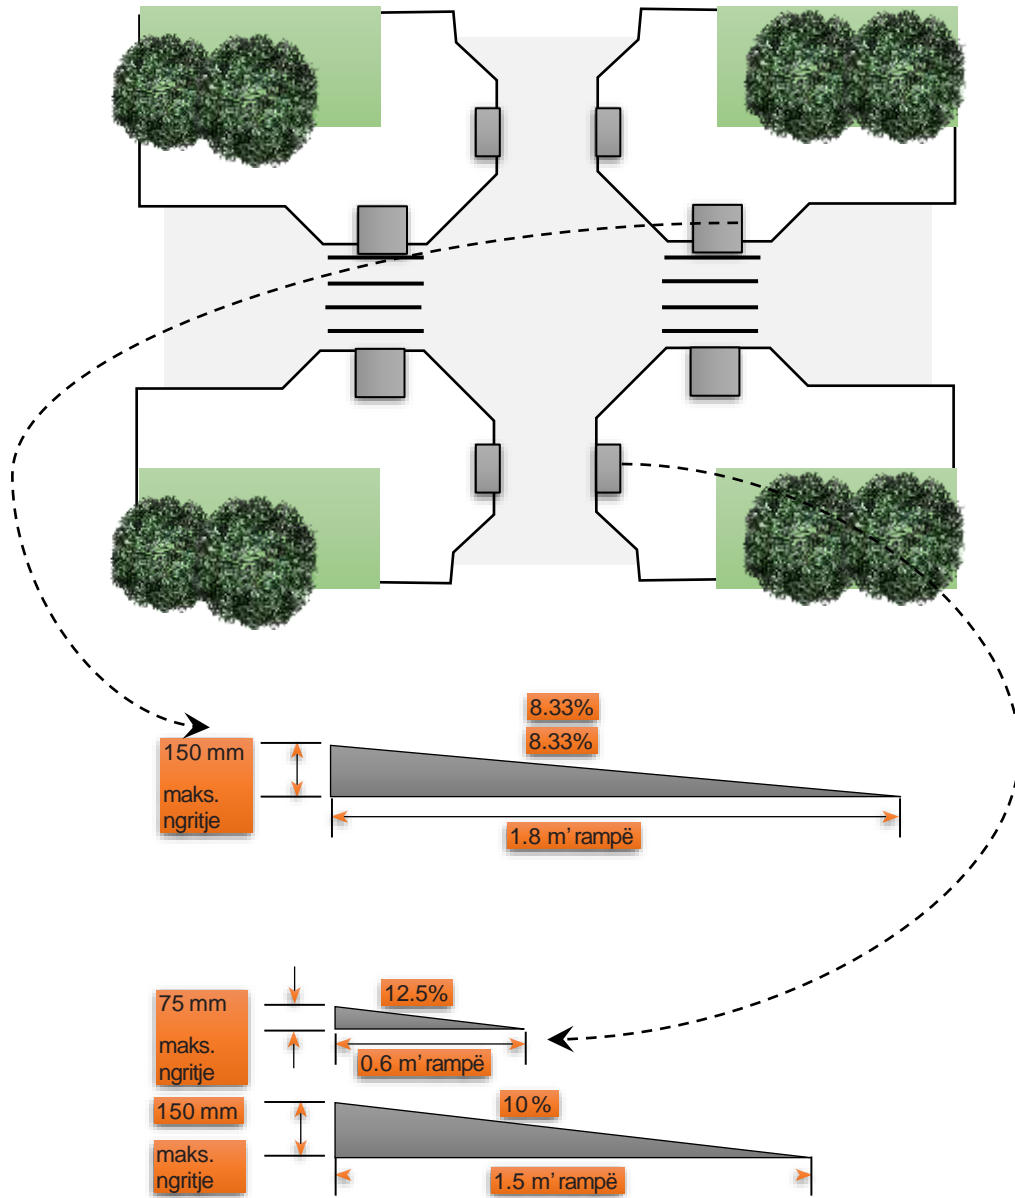 8.33%
8.33%
150 mm
maks.
ngritje
1.8 m’ rampë
75 mm
maks.
ngritje
12.5%
0.6 m’ rampë
150 mm
maks.
ngritje
10%
1.5 m’ rampë